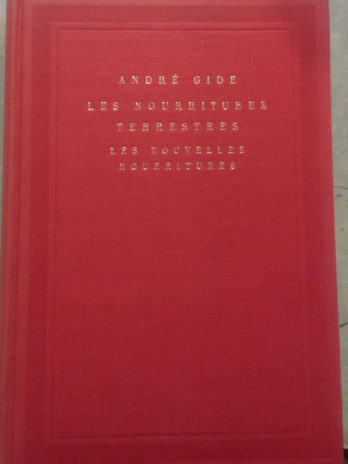 ANDRÉ GIDE
LES NOURRITURES
TERRESTRES
LES NOUVELLES
NOURRITURES